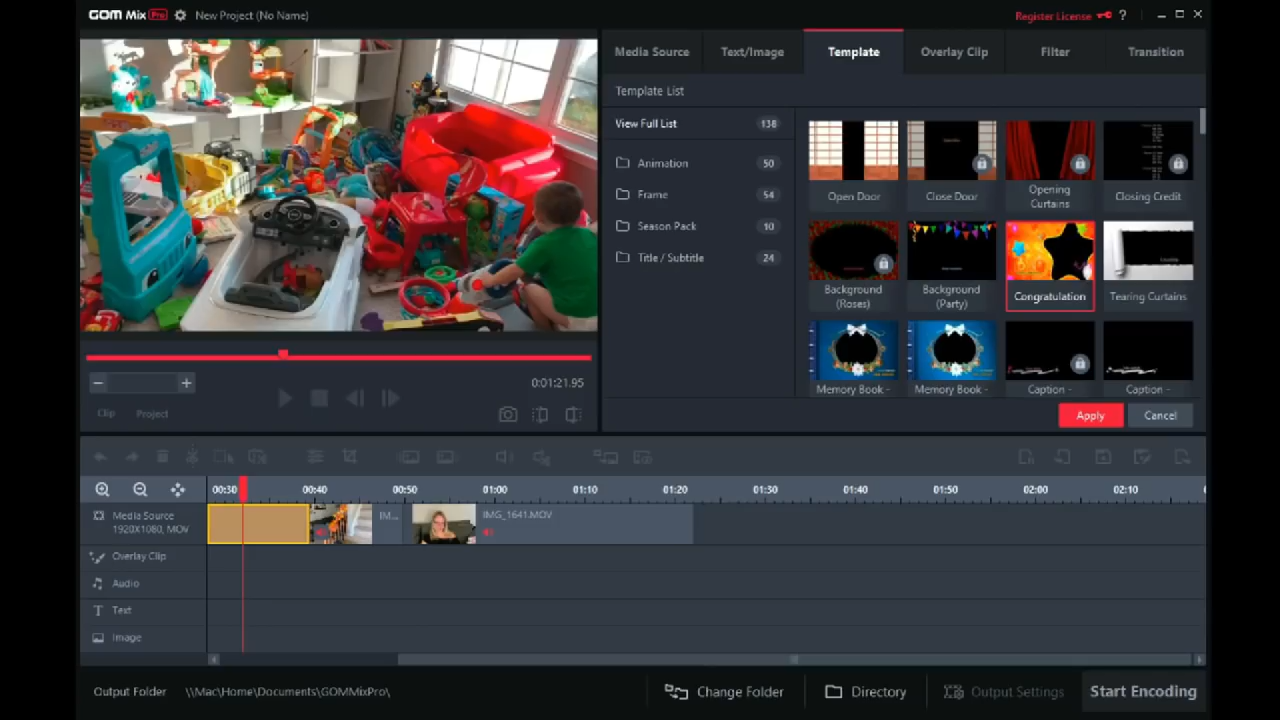 GOM Mix Pro New Project (No Name) Register License ?
Media Source Text/Image Template Overlay Clip Filter Transition
Template List
View Full List 138
Animation 50
Frame 54
Season Pack 10
Title / Subtitle 24
Open Door Close Door Opening Curtains Closing Credit
Background (Roses) Background (Party) Congratulation Tearing Curtains
Memory Book - Memory Book - Caption - Caption -
0:01:21.95
Clip Project
Apply Cancel
00:30 00:40 00:50 01:00 01:10 01:20 01:30 01:40 01:50 02:00 02:10
Media Source
1920X1080, MOV
IM... IMG_1641.MOV
Overlay Clip
Audio
Text
Image
Output Folder \\Mac\Home\Documents\GOMMixPro\ Change Folder Directory Output Settings Start Encoding